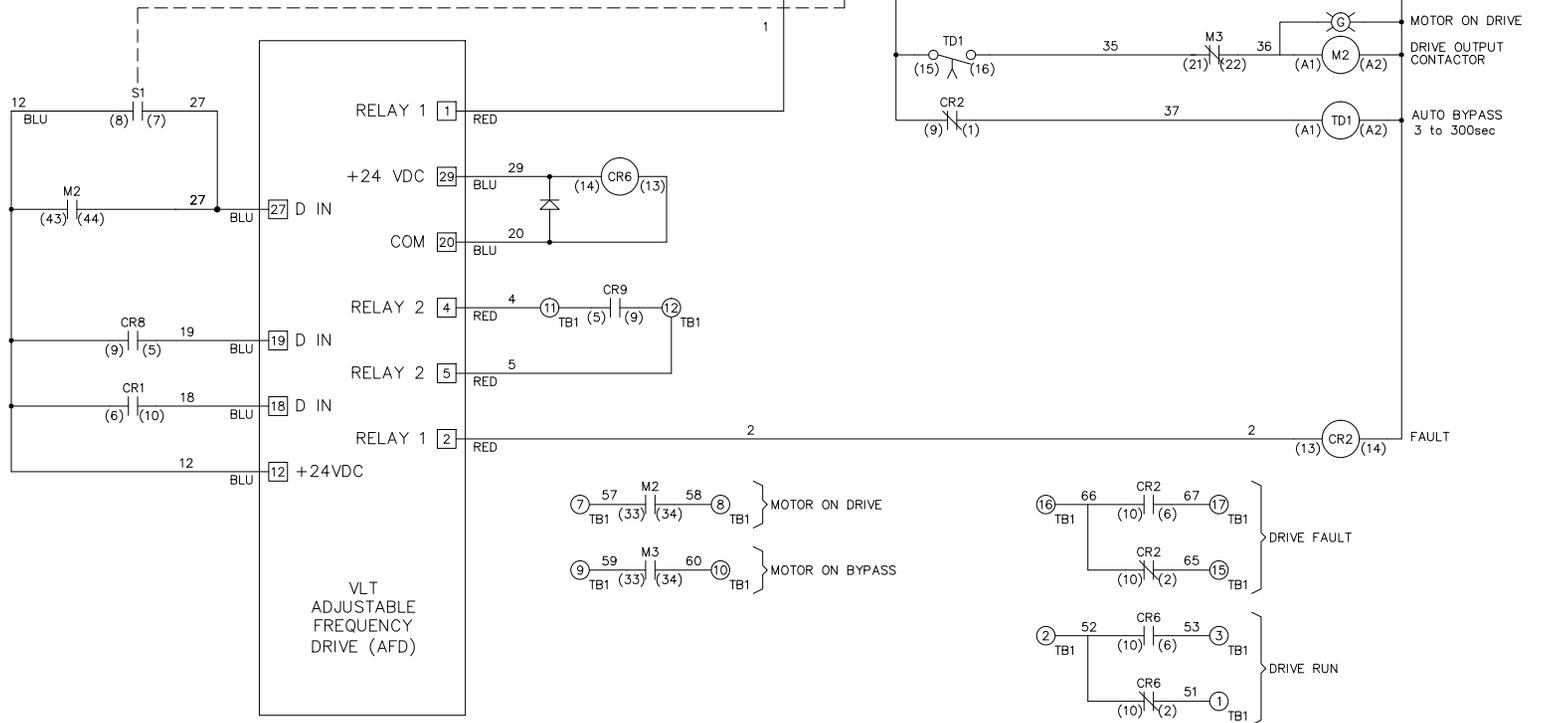 1
G
MOTOR ON DRIVE
TD1
(15) (16)
35
M3
(21) (22)
36
(A1) M2 (A2)
DRIVE OUTPUT
CONTACTOR
S1
12 27
BLU (8) (7)
RELAY 1 1
RED
CR2
(9) (1)
37
(A1) TD1 (A2)
AUTO BYPASS
3 to 300sec
+24 VDC 29
29
BLU
(14) CR6 (13)
M2
(43) (44)
27
BLU
27 D IN
COM 20
20
BLU
RELAY 2 4
4
RED
11
TB1
CR9
(5) (9)
12
TB1
CR8
(9) (5)
19
BLU
19 D IN
RELAY 2 5
5
RED
CR1
(6) (10)
18
BLU
18 D IN
RELAY 1 2
RED
2 2
(13) CR2 (14)
FAULT
12
BLU
12 +24VDC
7
TB1
57
M2
(33) (34)
58
8
TB1
MOTOR ON DRIVE
16
TB1
66
CR2
(10) (6)
67
17
TB1
DRIVE FAULT
9
TB1
59
M3
(33) (34)
60
10
TB1
MOTOR ON BYPASS
CR2
(10) (2)
65
15
TB1
VLT
ADJUSTABLE
FREQUENCY
DRIVE (AFD)
2
TB1
52
CR6
(10) (6)
53
3
TB1
DRIVE RUN
CR6
(10) (2)
51
1
TB1